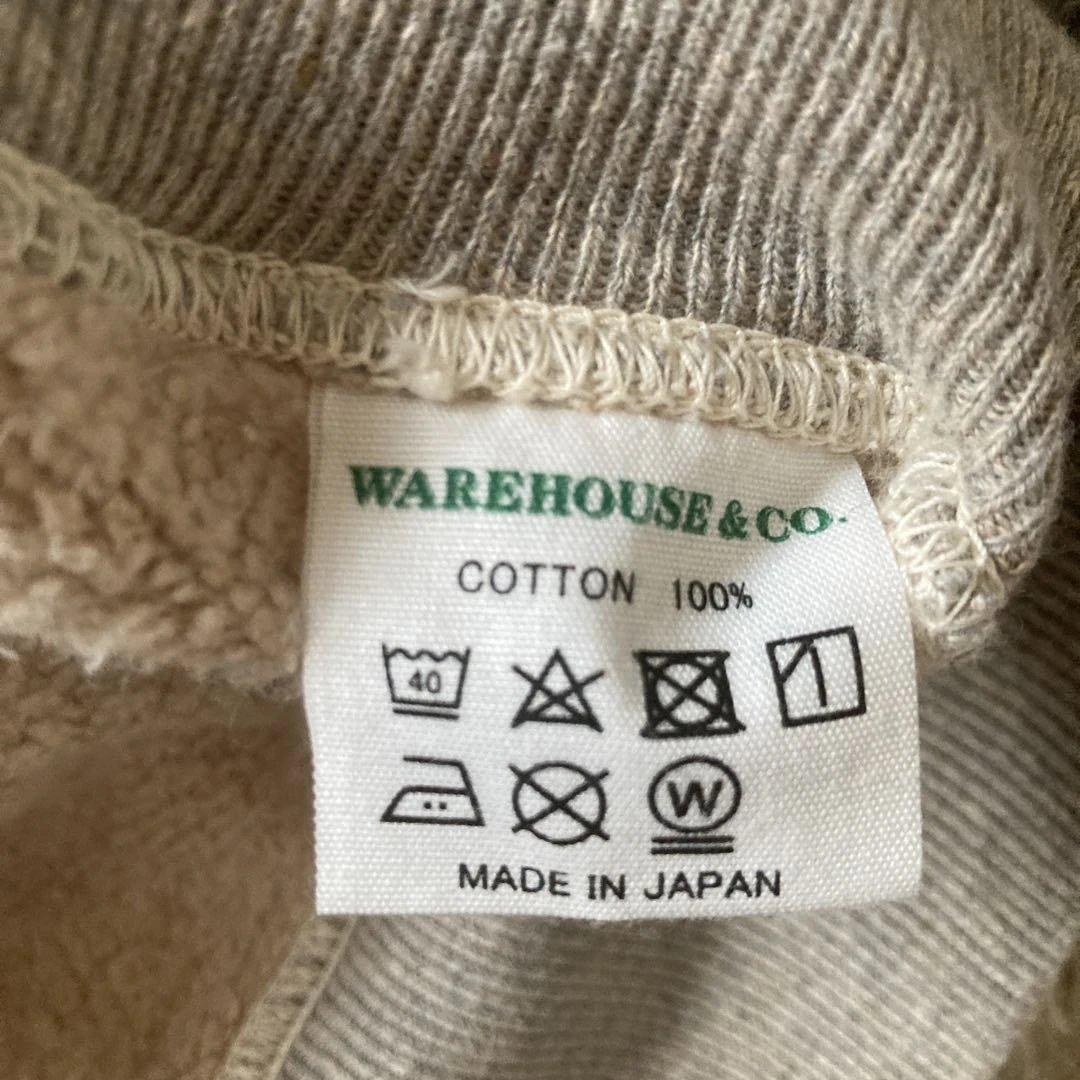 WAREHOUSE & CO.
COTTON 100%
40
W
MADE IN JAPAN